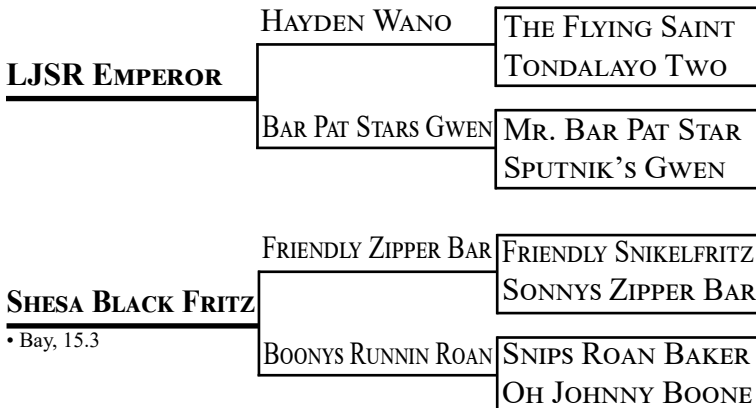 Hayden Wano
The Flying Saint
Tondalayo Two
LJSR Emperor
Bar Pat Stars Gwen
Mr. Bar Pat Star
Sputnik's Gwen
Friendly Zipper Bar
Friendly Snikelfritz
Sonnys Zipper Bar
Shesa Black Fritz
• Bay, 15.3
Boonys Runnin Roan
Snips Roan Baker
Oh Johnny Boone